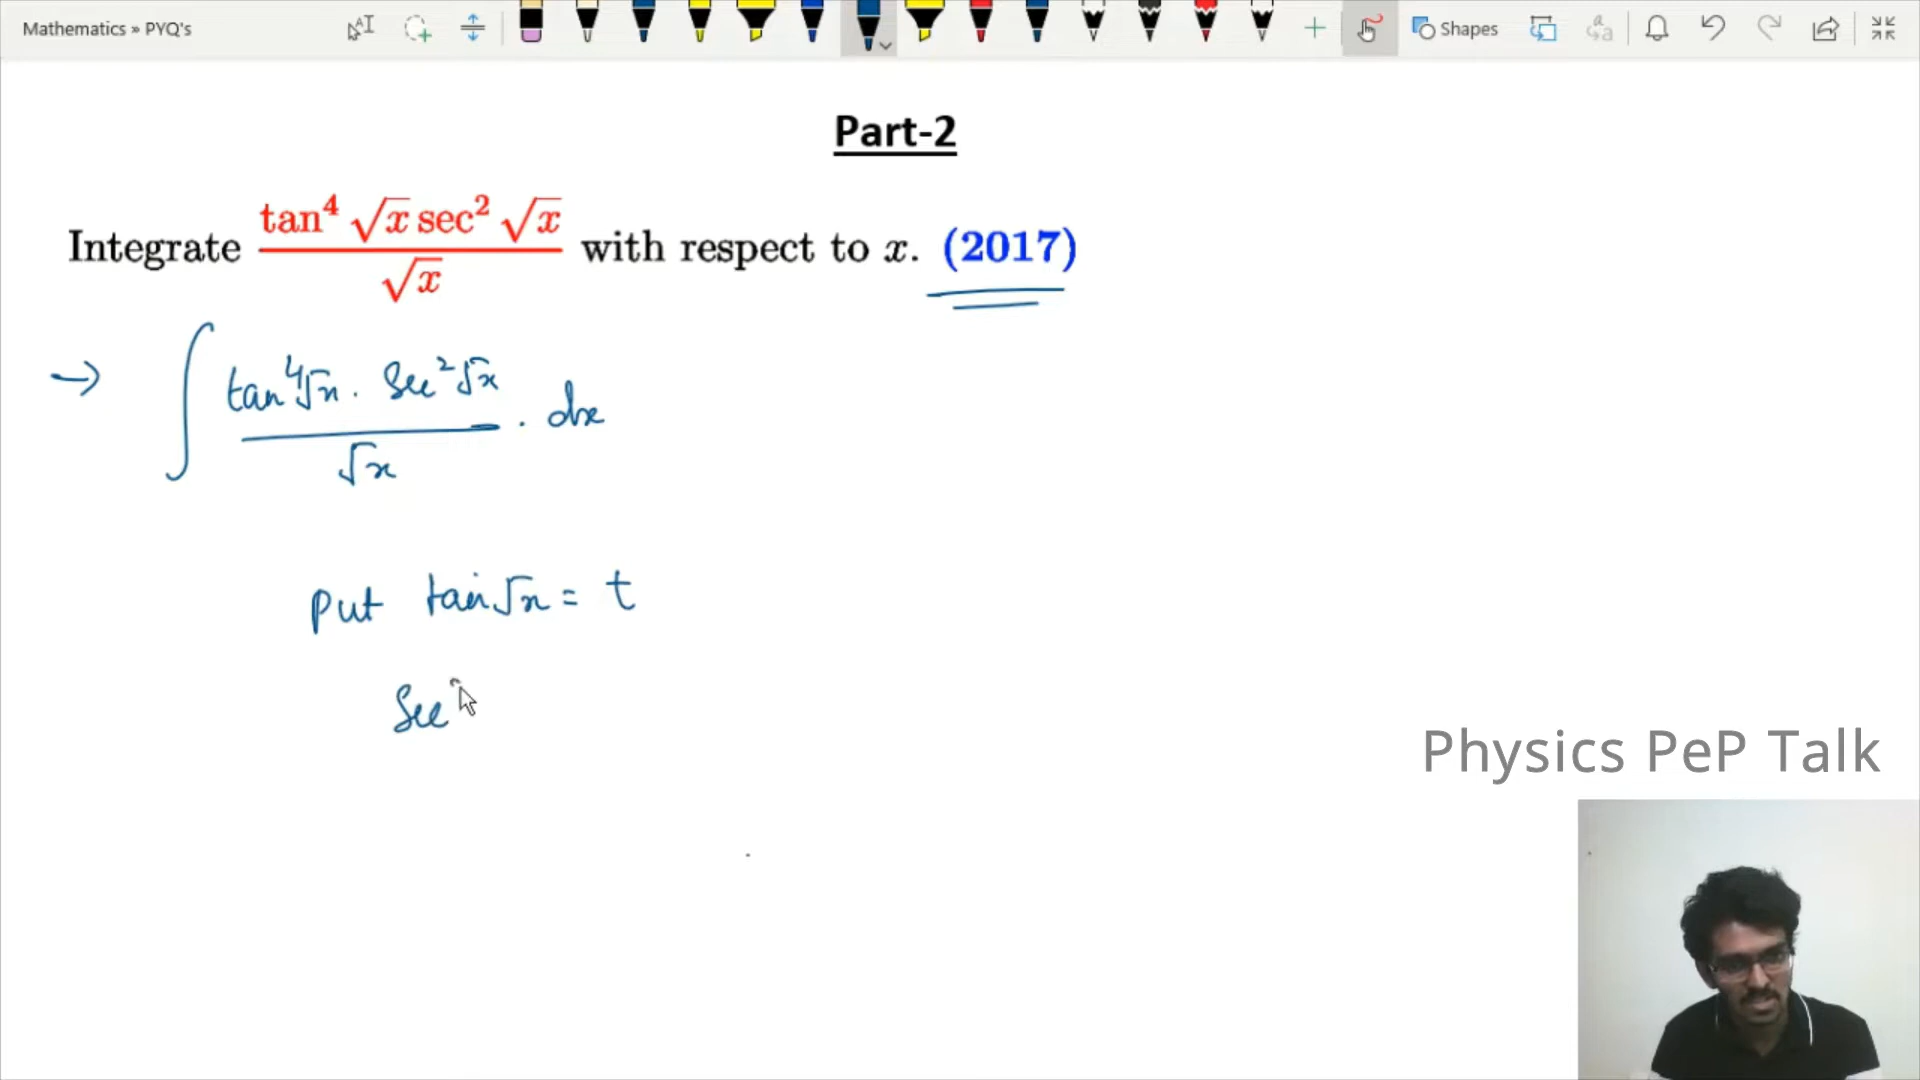 Mathematics » PYQ's
Shapes
Part-2
Integrate tan⁴ √x sec² √x / √x with respect to x. (2017)
→ ∫ tan⁴√x . Sec²√x / √x . dx
put tan√x = t
Sec
Physics PeP Talk